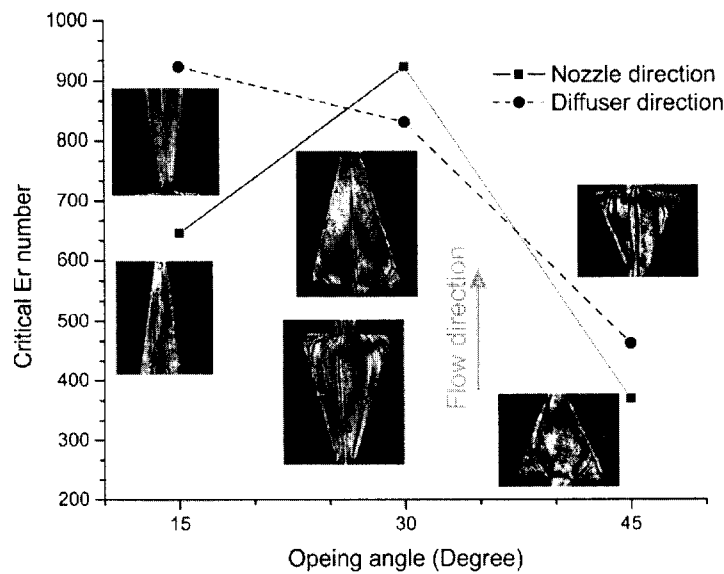 1000
900
800
700
600
500
400
300
200
Critical Er number
Nozzle direction
Diffuser direction
Flow direction
15
30
45
Opeing angle (Degree)